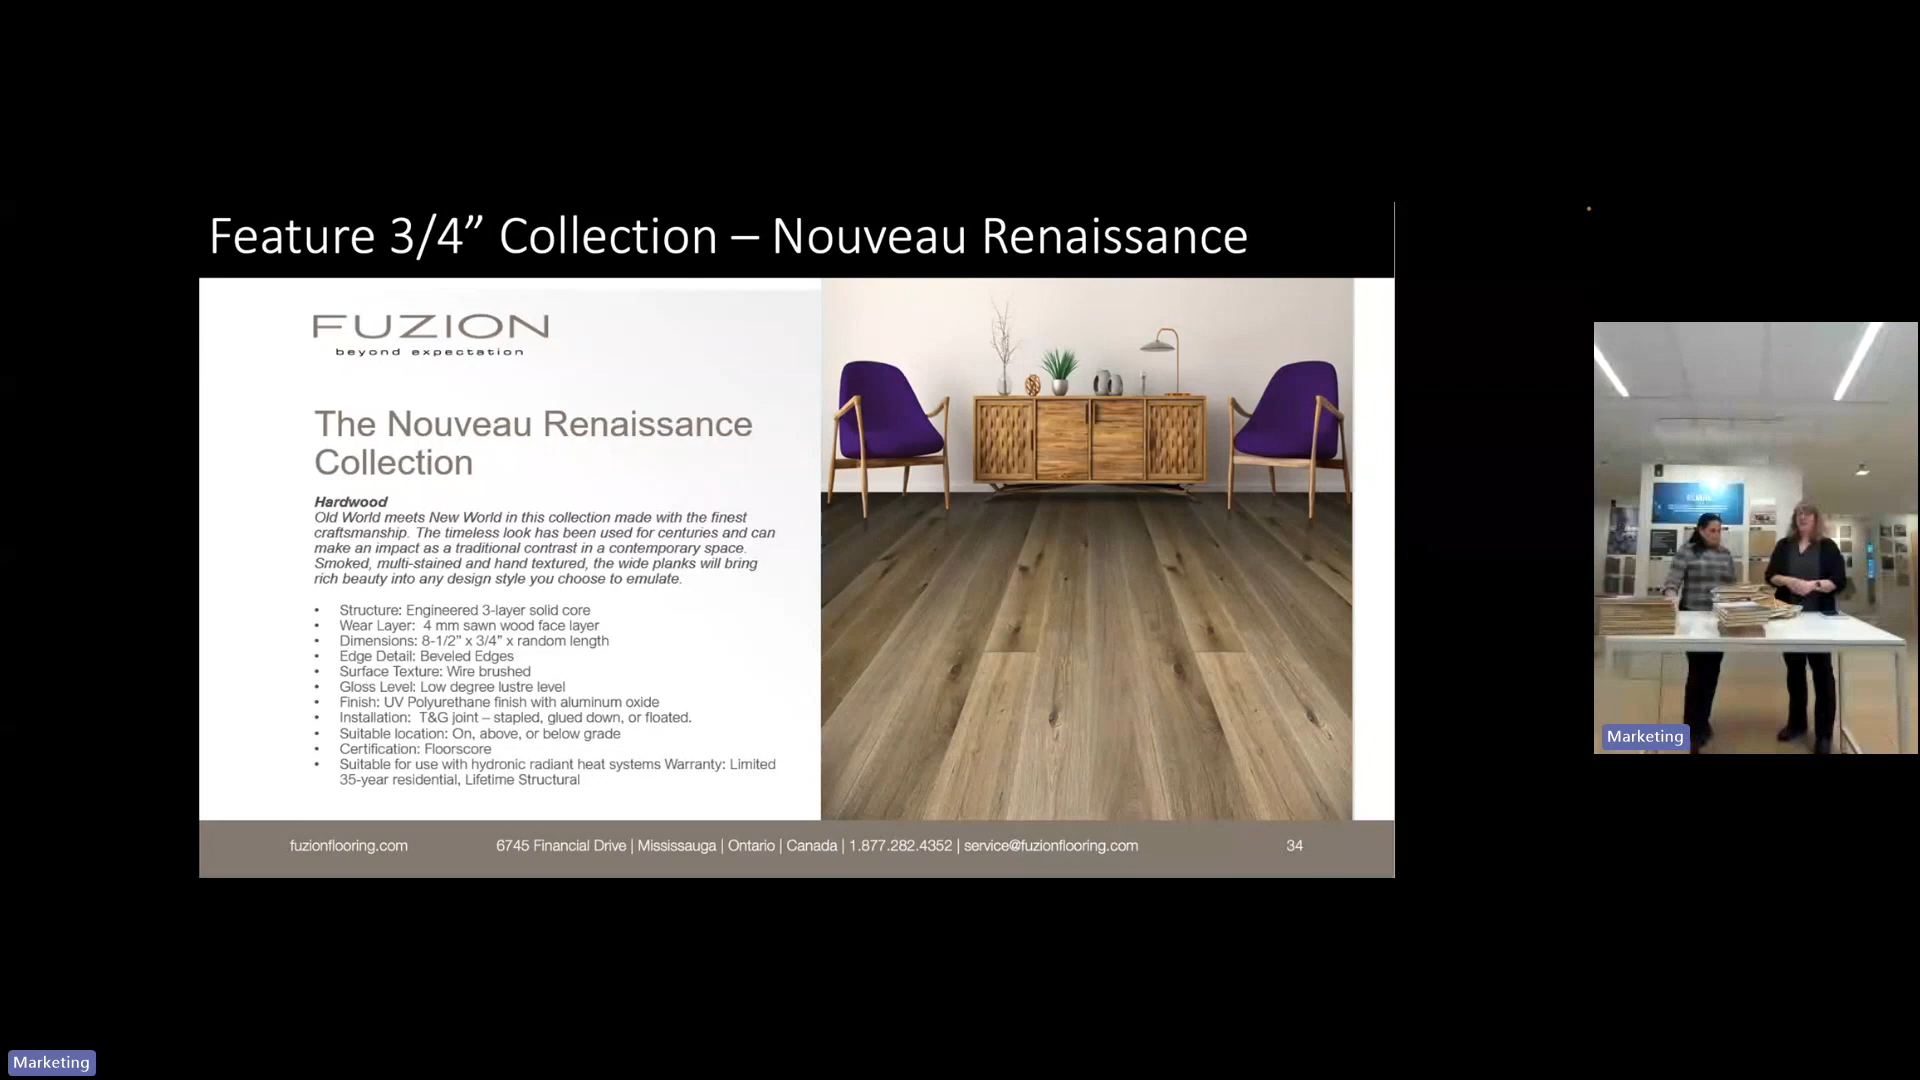 Feature 3/4” Collection – Nouveau Renaissance
FUZION
beyond expectation
The Nouveau Renaissance
Collection
Hardwood
Old World meets New World in this collection made with the finest
craftsmanship. The timeless look has been used for centuries and can
make an impact as a traditional contrast in a contemporary space.
Smoked, multi-stained and hand textured, the wide planks will bring
rich beauty into any design style you choose to emulate.
• Structure: Engineered 3-layer solid core
• Wear Layer: 4 mm sawn wood face layer
• Dimensions: 8-1/2” x 3/4” x random length
• Edge Detail: Beveled Edges
• Surface Texture: Wire brushed
• Gloss Level: Low degree lustre level
• Finish: UV Polyurethane finish with aluminum oxide
• Installation: T&G joint – stapled, glued down, or floated.
• Suitable location: On, above, or below grade
• Certification: Floorscore
• Suitable for use with hydronic radiant heat systems Warranty: Limited
35-year residential, Lifetime Structural
fuzionflooring.com
6745 Financial Drive | Mississauga | Ontario | Canada | 1.877.282.4352 | service@fuzionflooring.com
34
Marketing
Marketing